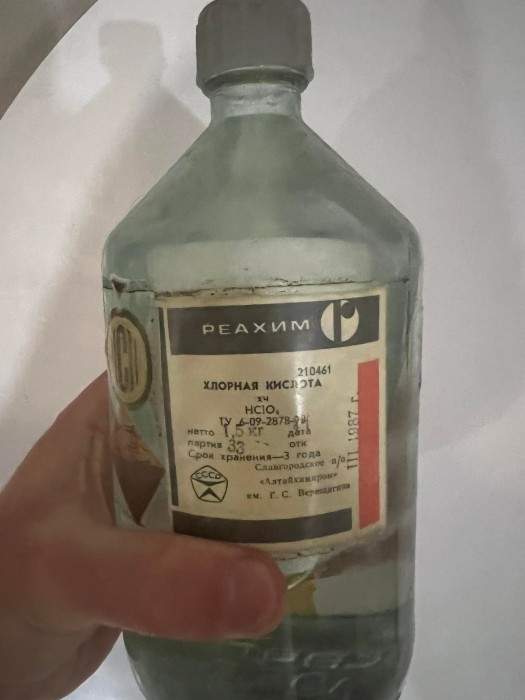 РЕАХИМ
210461
ХЛОРНАЯ КИСЛОТА
хч
HClO₄
ТУ 6-09-2878-
нетто 1,5 кг дата
партия 33 отк
Срок хранения—3 года
Славгородское п/о
«Алтайхимпром»
им. Г. С. Верещагина
III 1987 г.
СССР